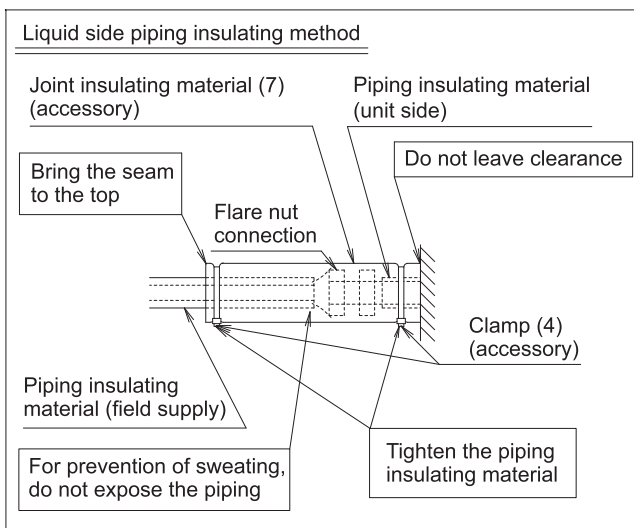 Liquid side piping insulating method
Joint insulating material (7)
(accessory)
Piping insulating material
(unit side)
Bring the seam
to the top
Do not leave clearance
Flare nut
connection
Clamp (4)
(accessory)
Piping insulating
material (field supply)
For prevention of sweating,
do not expose the piping
Tighten the piping
insulating material